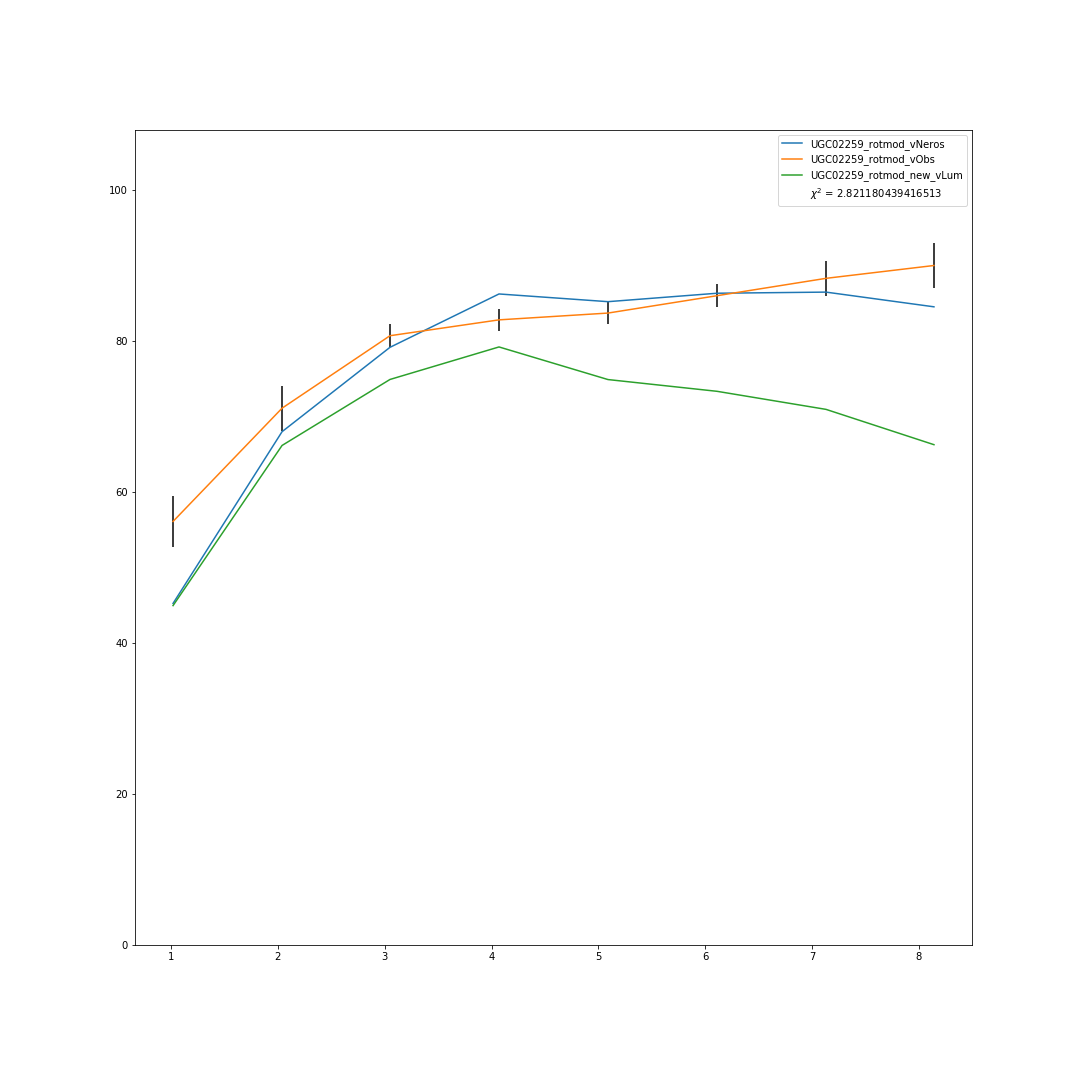 UGC02259_rotmod_vNeros
UGC02259_rotmod_vObs
UGC02259_rotmod_new_vLum
χ² = 2.821180439416513
100
80
60
40
20
0
1 2 3 4 5 6 7 8